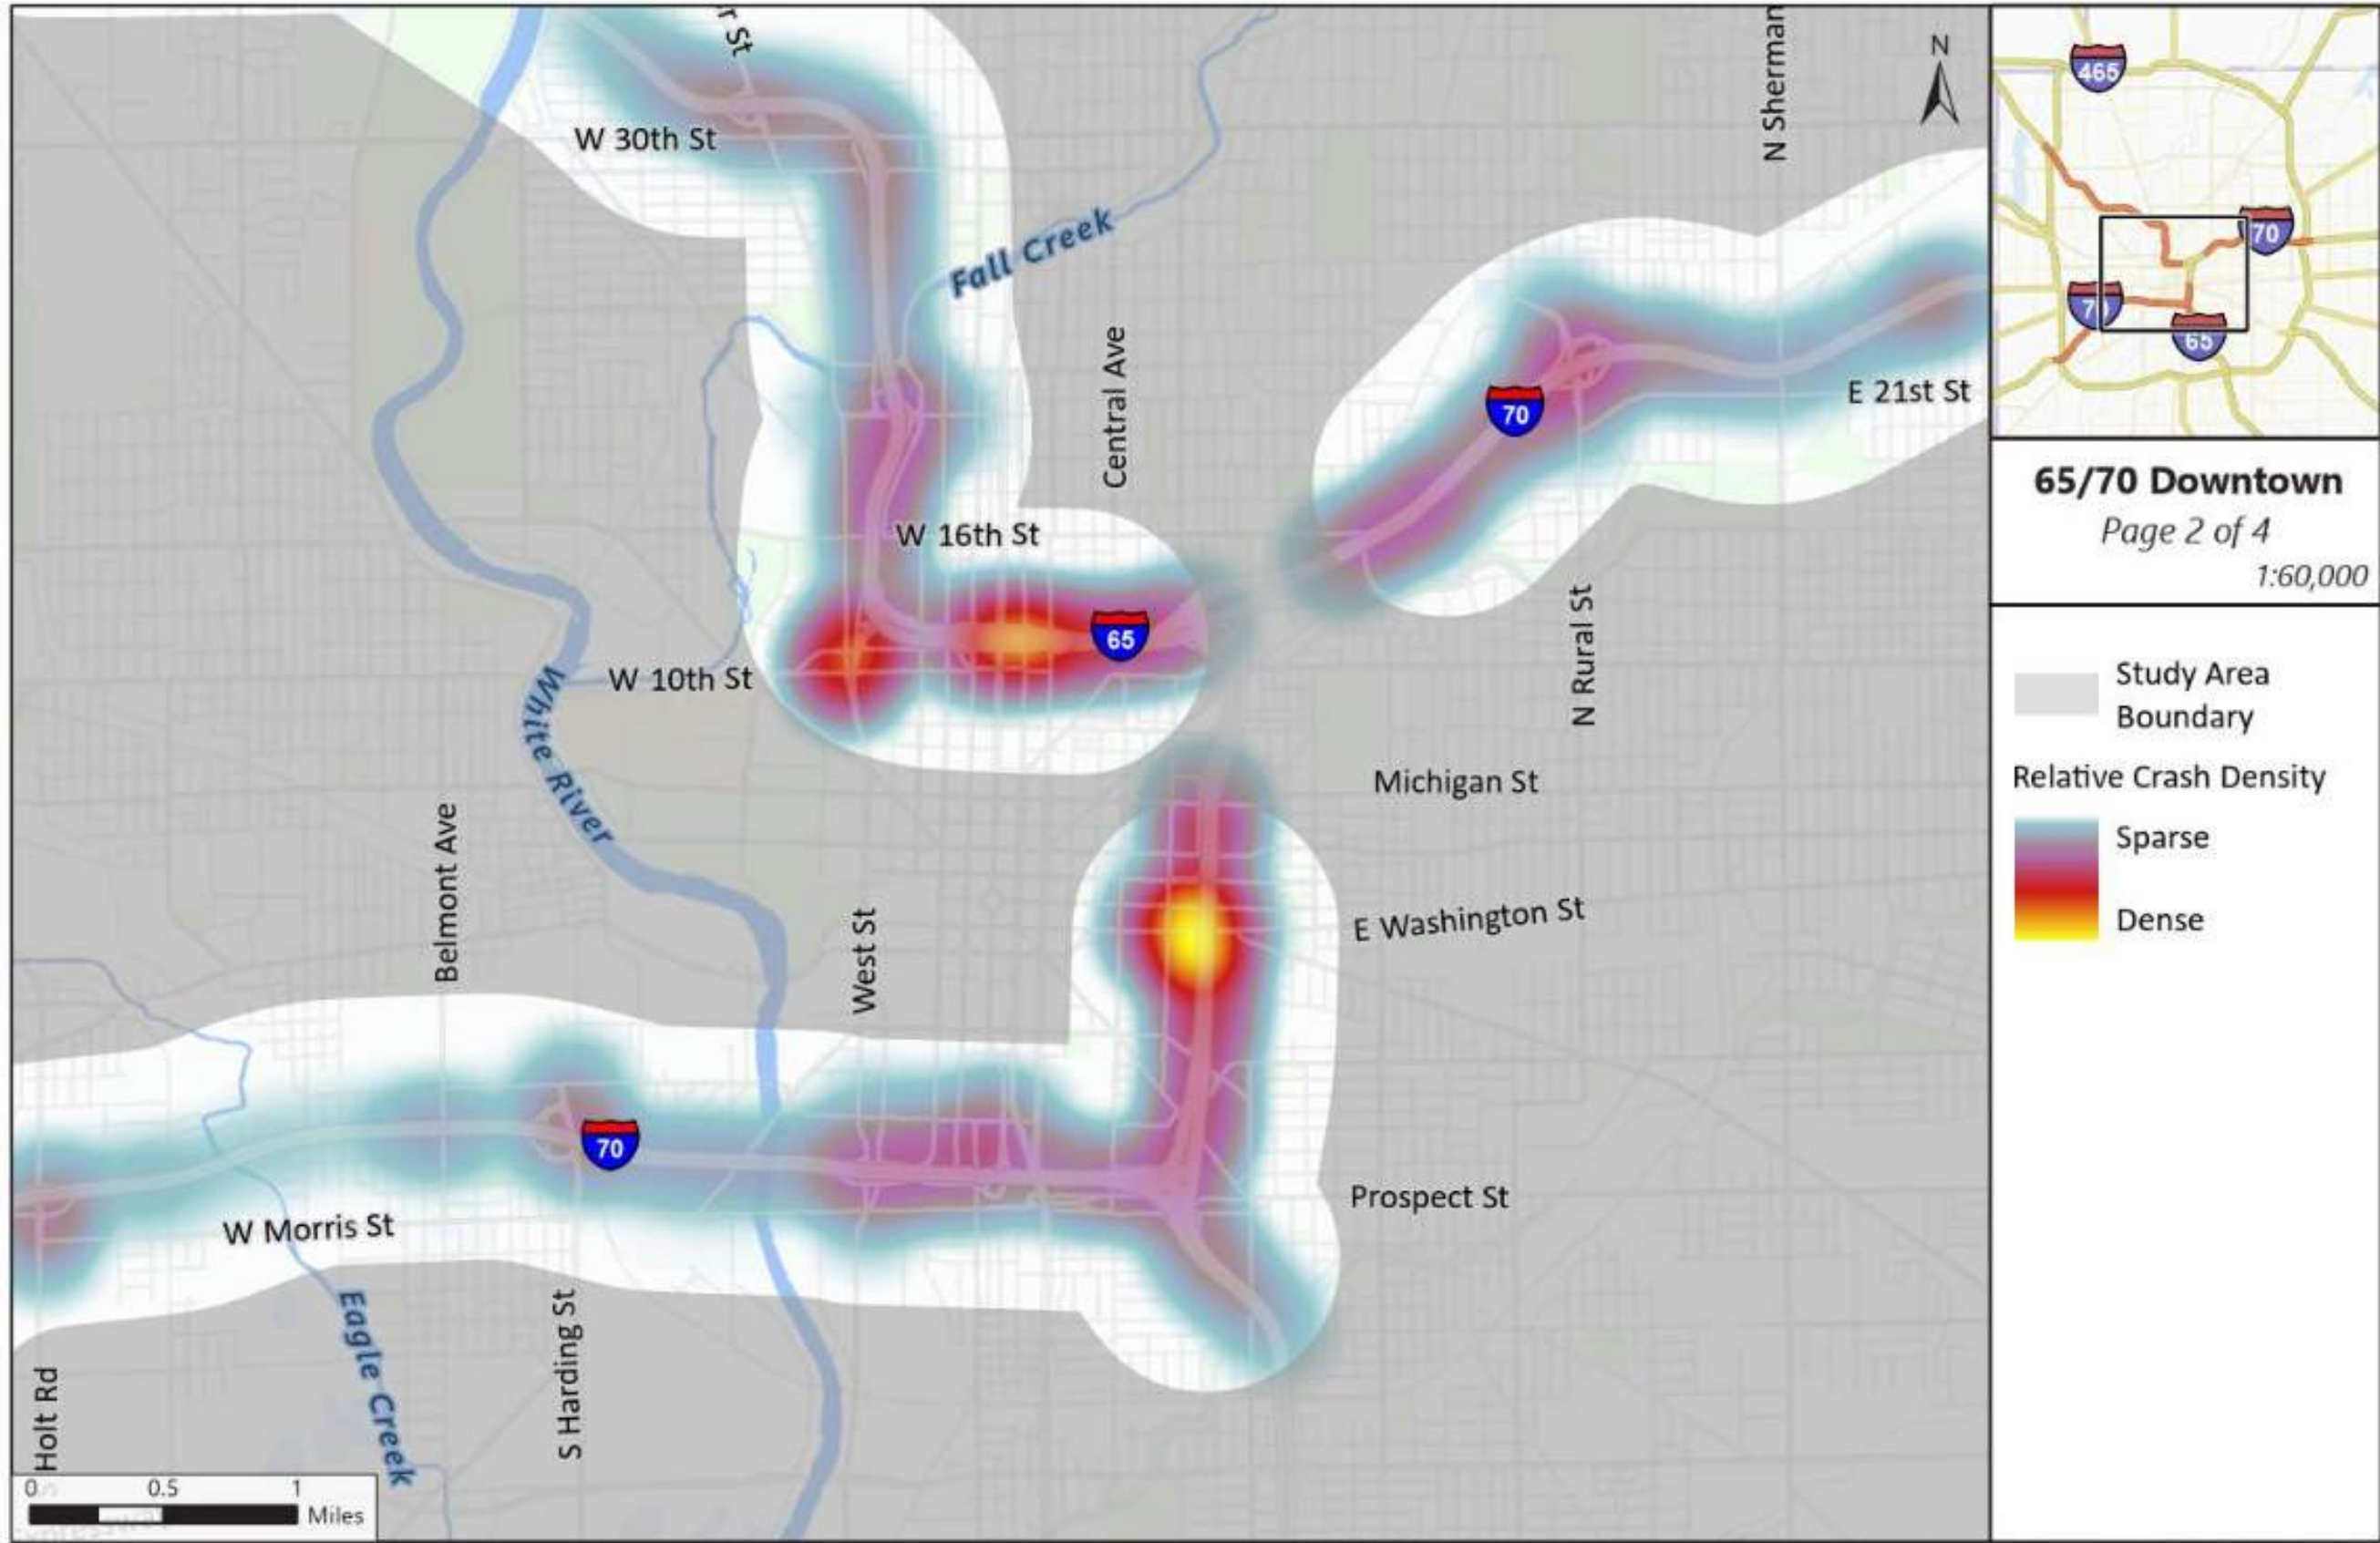 r St
N Sherman
N
W 30th St
Fall Creek
Central Ave
E 21st St
70
W 16th St
65
W 10th St
N Rural St
White River
Michigan St
Belmont Ave
West St
E Washington St
70
W Morris St
Prospect St
Eagle Creek
S Harding St
Holt Rd
0 0.5 1
Miles
465
70
65
65/70 Downtown
Page 2 of 4
1:60,000
Study Area
Boundary
Relative Crash Density
Sparse
Dense